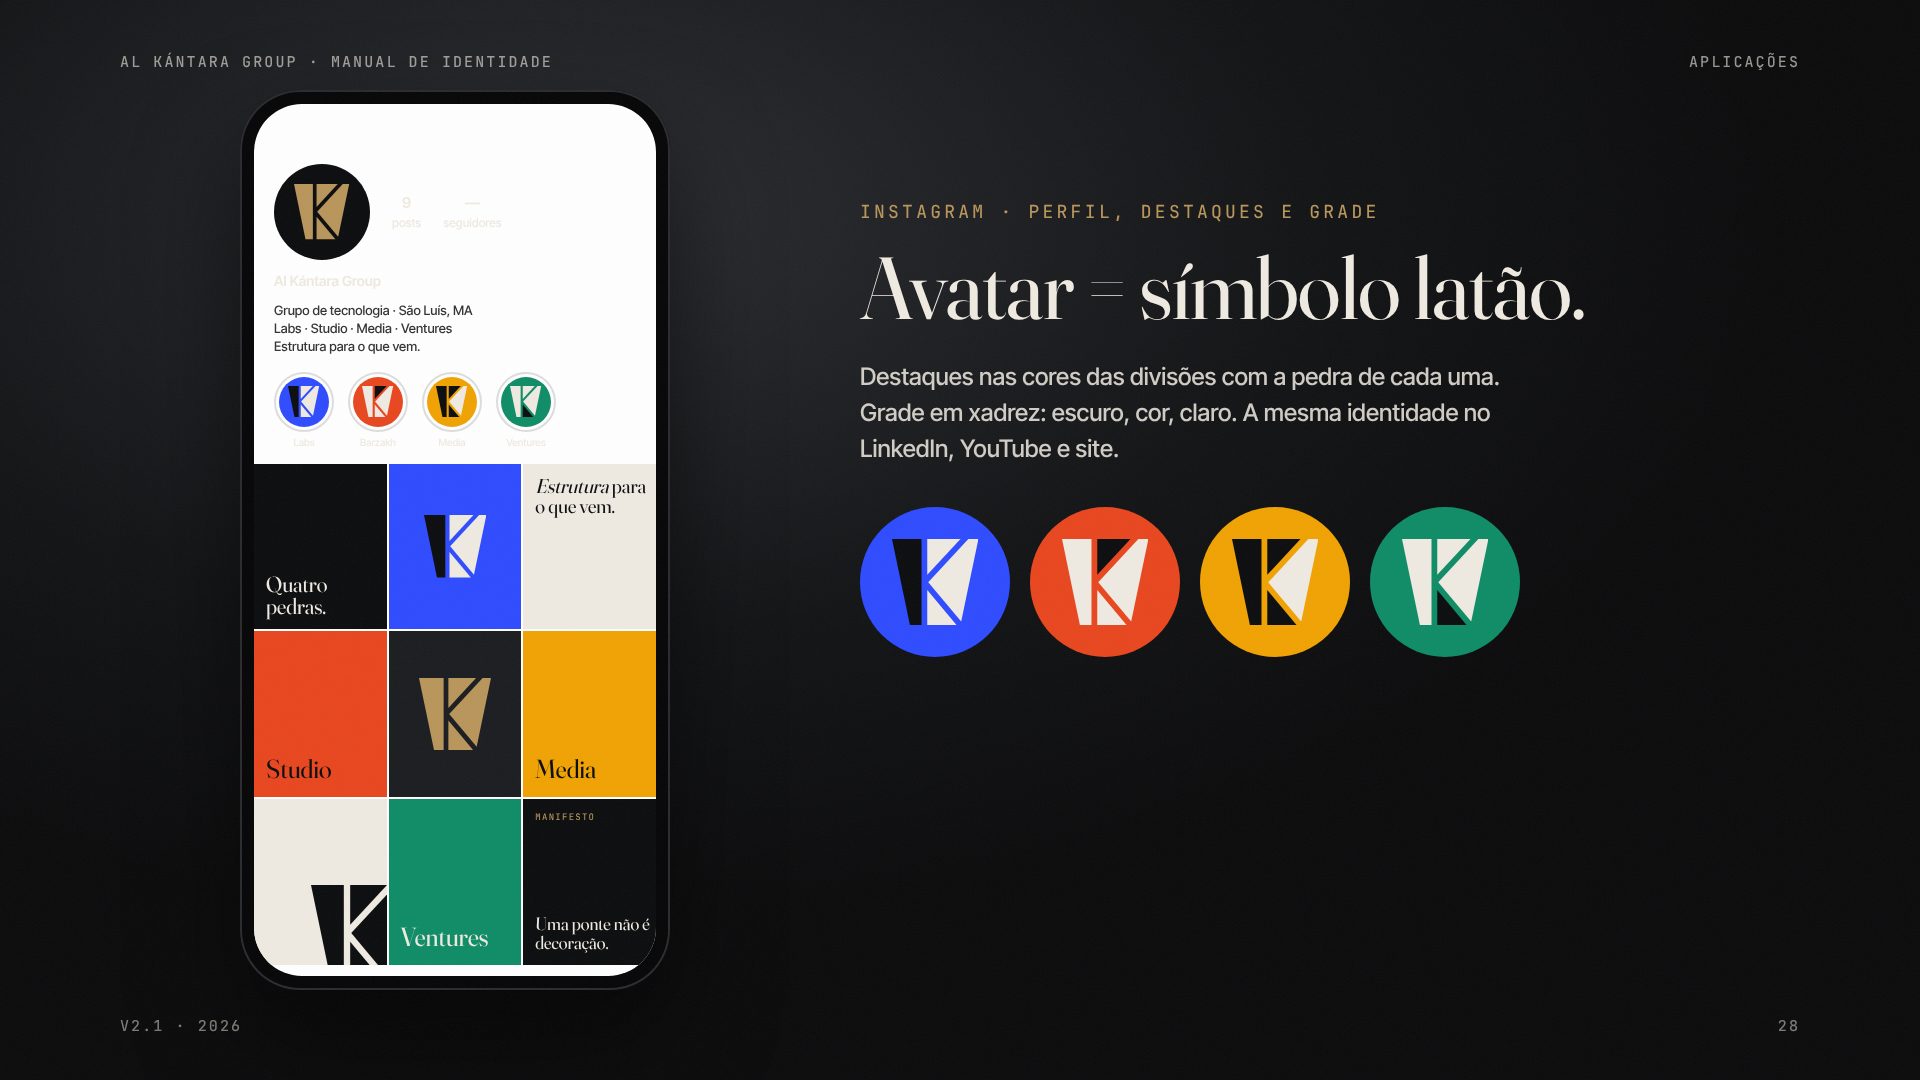 AL KÁNTARA GROUP · MANUAL DE IDENTIDADE
APLICAÇÕES
9
posts
—
seguidores
Al Kántara Group
Grupo de tecnologia · São Luís, MA
Labs · Studio · Media · Ventures
Estrutura para o que vem.
Labs
Barzakh
Media
Ventures
Quatro
pedras.
Estrutura para
o que vem.
Studio
Media
Ventures
MANIFESTO
Uma ponte não é
decoração.
INSTAGRAM · PERFIL, DESTAQUES E GRADE
Avatar = símbolo latão.
Destaques nas cores das divisões com a pedra de cada uma.
Grade em xadrez: escuro, cor, claro. A mesma identidade no
LinkedIn, YouTube e site.
V2.1 · 2026
28